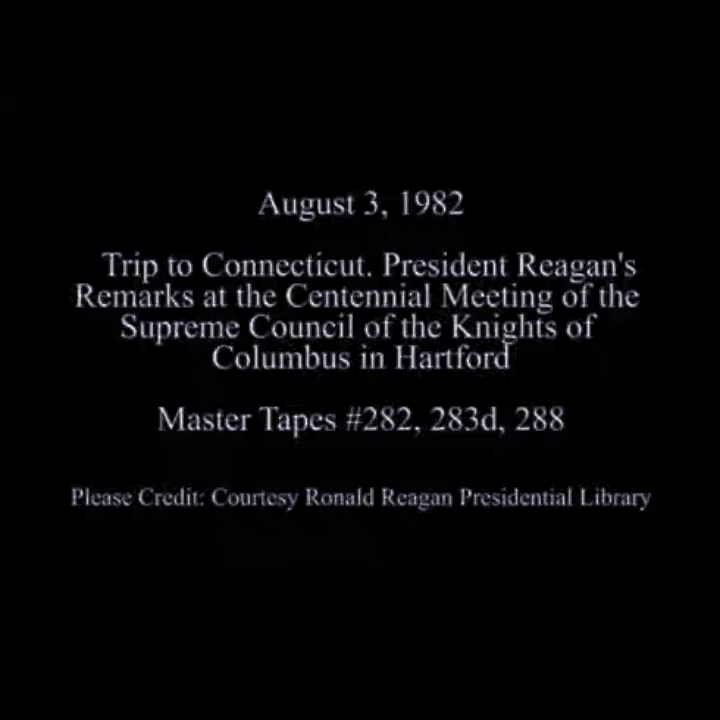 August 3, 1982
Trip to Connecticut. President Reagan's
Remarks at the Centennial Meeting of the
Supreme Council of the Knights of
Columbus in Hartford
Master Tapes #282, 283d, 288
Please Credit: Courtesy Ronald Reagan Presidential Library